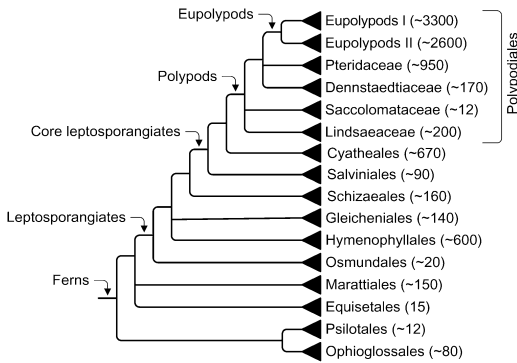 Eupolypods
Eupolypods I (~3300)
Eupolypods II (~2600)
Pteridaceae (~950)
Polypods
Dennstaedtiaceae (~170)
Saccolomataceae (~12)
Lindsaeaceae (~200)
Polypodiales
Core leptosporangiates
Cyatheales (~670)
Salviniales (~90)
Schizaeales (~160)
Leptosporangiates
Gleicheniales (~140)
Hymenophyllales (~600)
Osmundales (~20)
Ferns
Marattiales (~150)
Equisetales (15)
Psilotales (~12)
Ophioglossales (~80)